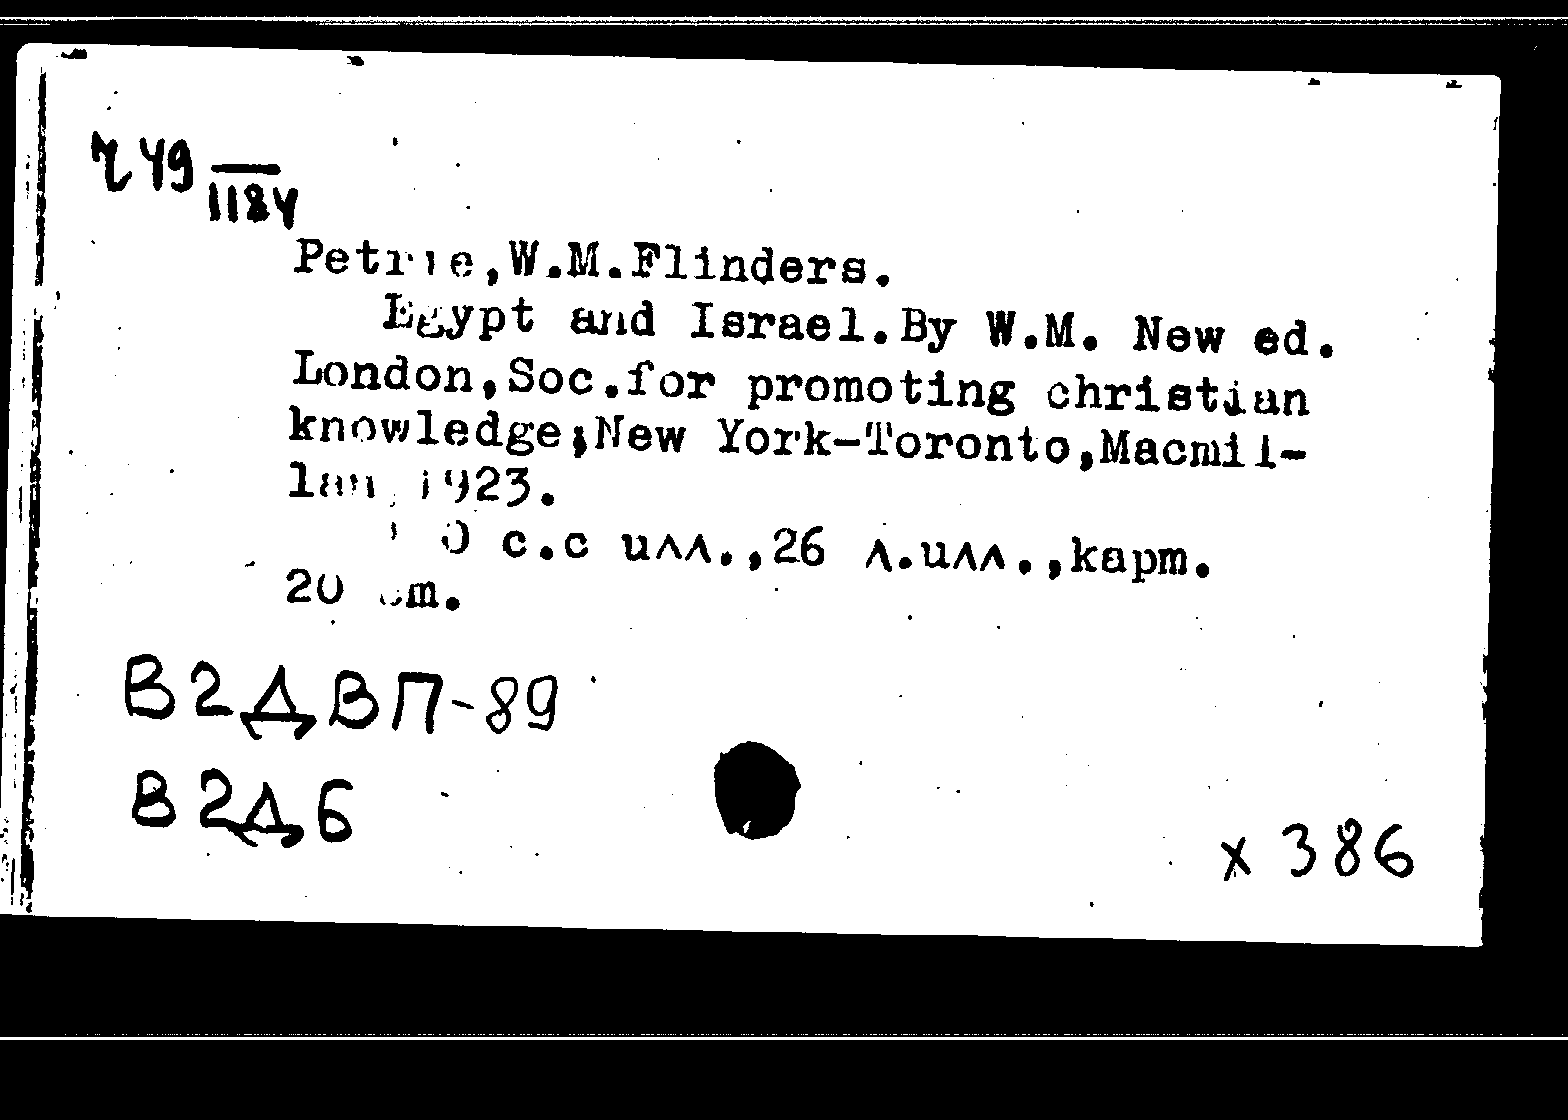 Ч 49
1184
Petrie,W.M.Flinders.
Egypt and Israel.By W.M. New ed.
London,Soc.for promoting christian
knowledge;New York-Toronto,Macmil-
lan,1923.
с.с илл.,26 л.илл.,карт.
20 cm.
В2ДВП-89
В2Д6
х 386